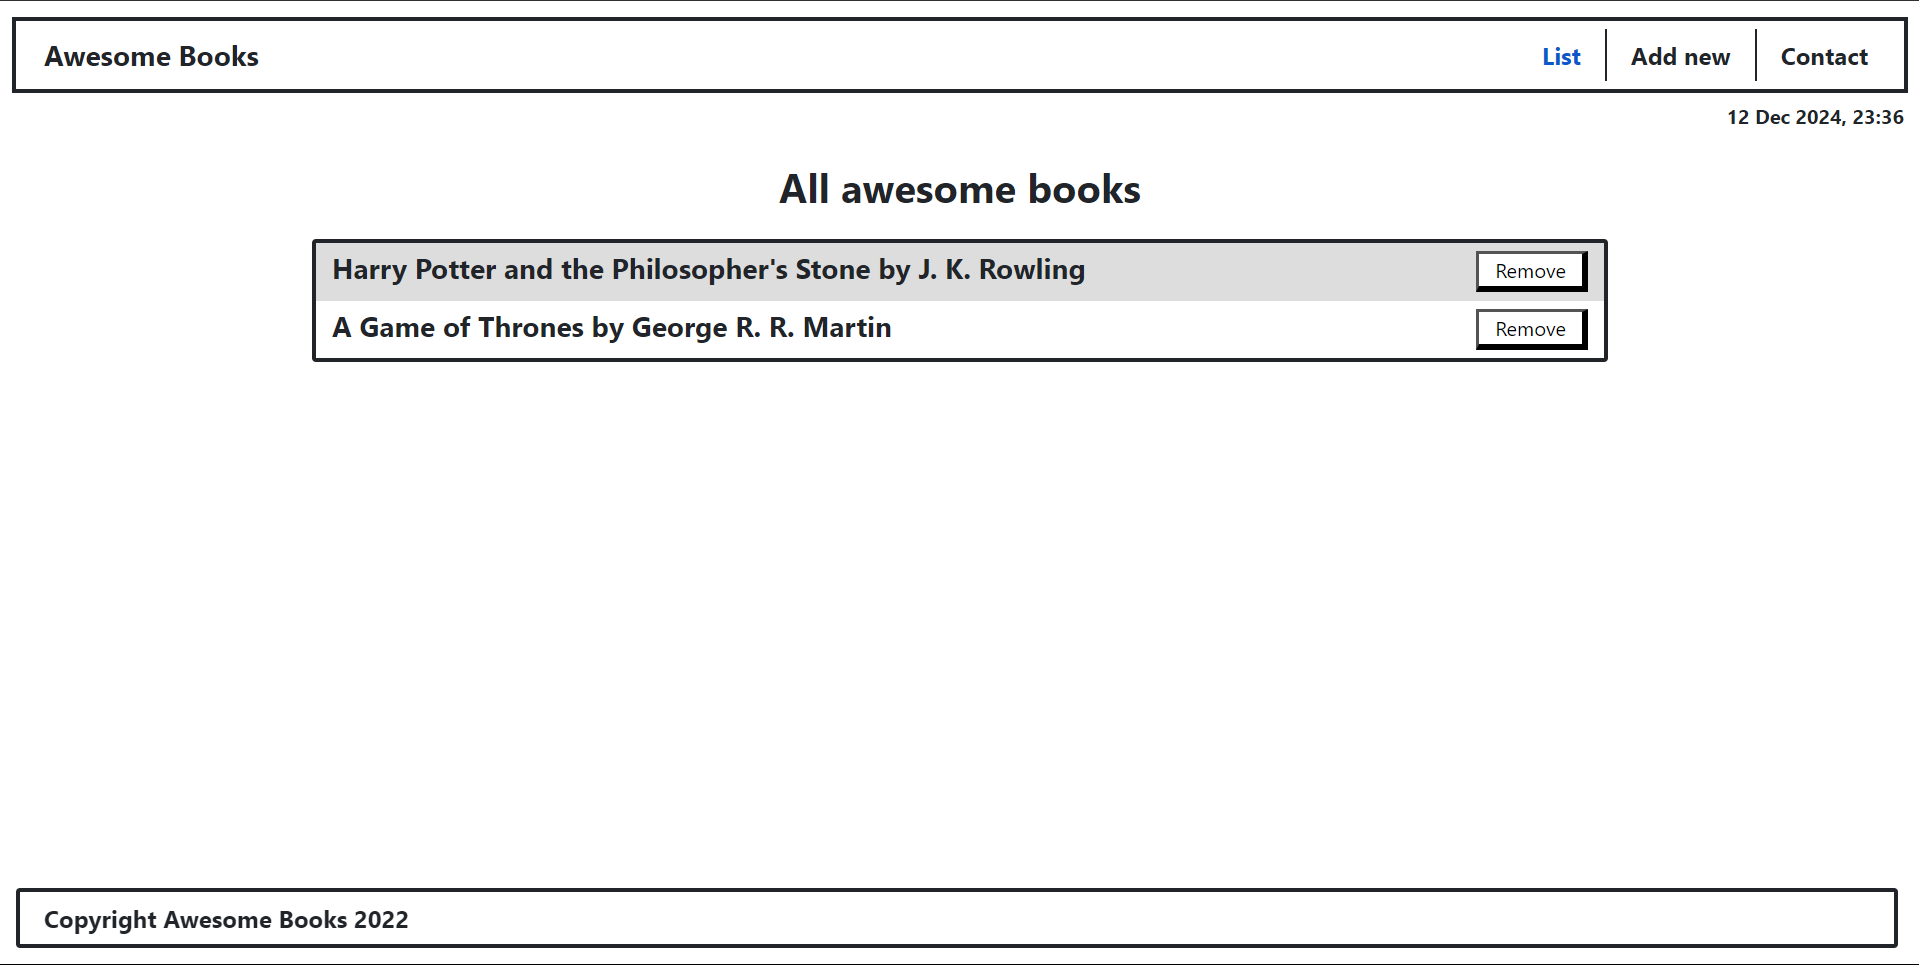 Awesome Books
List
Add new
Contact
12 Dec 2024, 23:36
All awesome books
Harry Potter and the Philosopher's Stone by J. K. Rowling
Remove
A Game of Thrones by George R. R. Martin
Remove
Copyright Awesome Books 2022